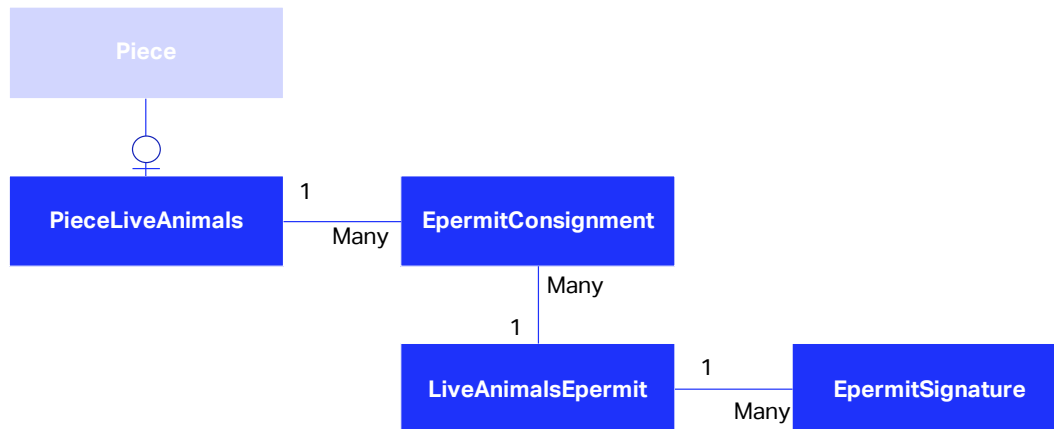 Piece
1
PieceLiveAnimals
EpermitConsignment
Many
Many
1
LiveAnimalsEpermit
1
EpermitSignature
Many